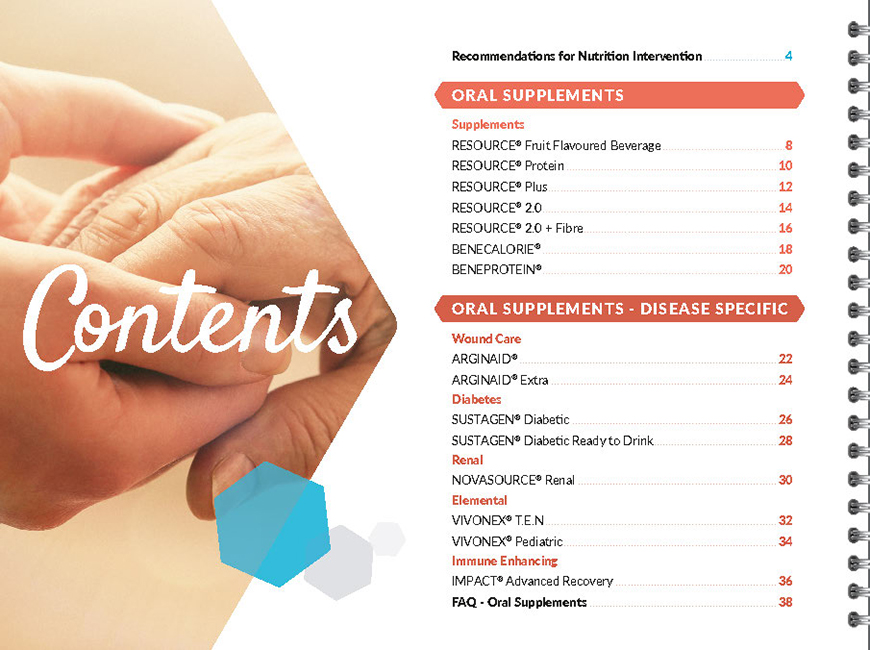 Contents
Recommendations for Nutrition Intervention 4
ORAL SUPPLEMENTS
Supplements
RESOURCE® Fruit Flavoured Beverage 8
RESOURCE® Protein 10
RESOURCE® Plus 12
RESOURCE® 2.0 14
RESOURCE® 2.0 + Fibre 16
BENECALORIE® 18
BENEPROTEIN® 20
ORAL SUPPLEMENTS - DISEASE SPECIFIC
Wound Care
ARGINAID® 22
ARGINAID® Extra 24
Diabetes
SUSTAGEN® Diabetic 26
SUSTAGEN® Diabetic Ready to Drink 28
Renal
NOVASOURCE® Renal 30
Elemental
VIVONEX® T.E.N 32
VIVONEX® Pediatric 34
Immune Enhancing
IMPACT® Advanced Recovery 36
FAQ - Oral Supplements 38